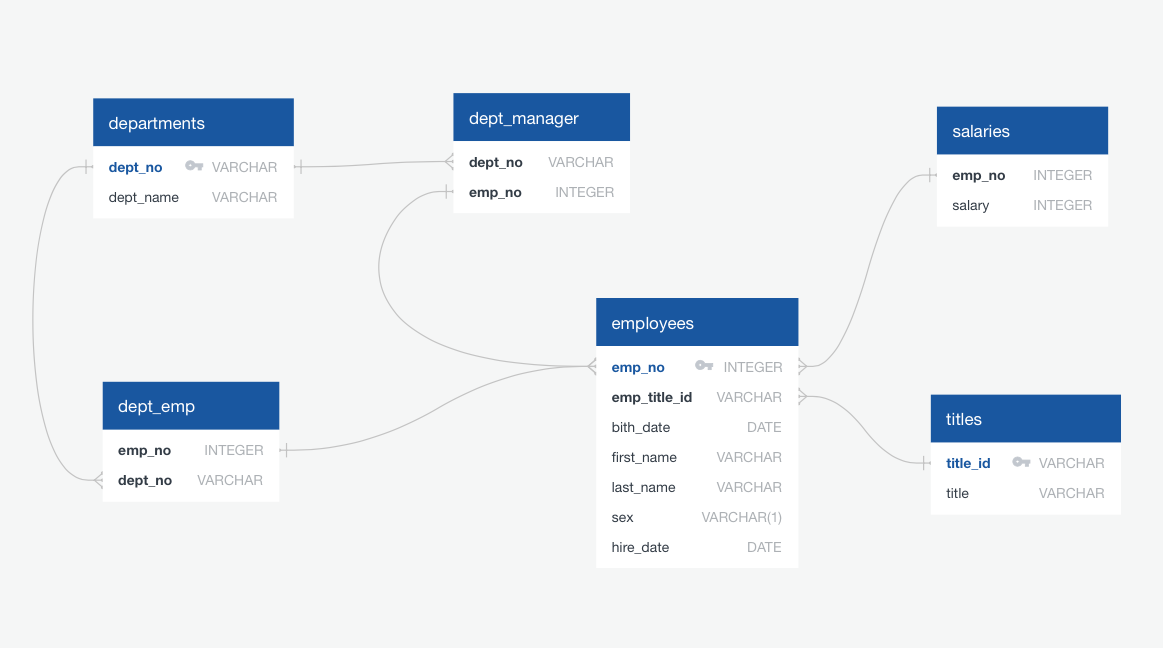 departments
dept_no VARCHAR
dept_name VARCHAR
dept_manager
dept_no VARCHAR
emp_no INTEGER
salaries
emp_no INTEGER
salary INTEGER
employees
emp_no INTEGER
emp_title_id VARCHAR
bith_date DATE
first_name VARCHAR
last_name VARCHAR
sex VARCHAR(1)
hire_date DATE
dept_emp
emp_no INTEGER
dept_no VARCHAR
titles
title_id VARCHAR
title VARCHAR